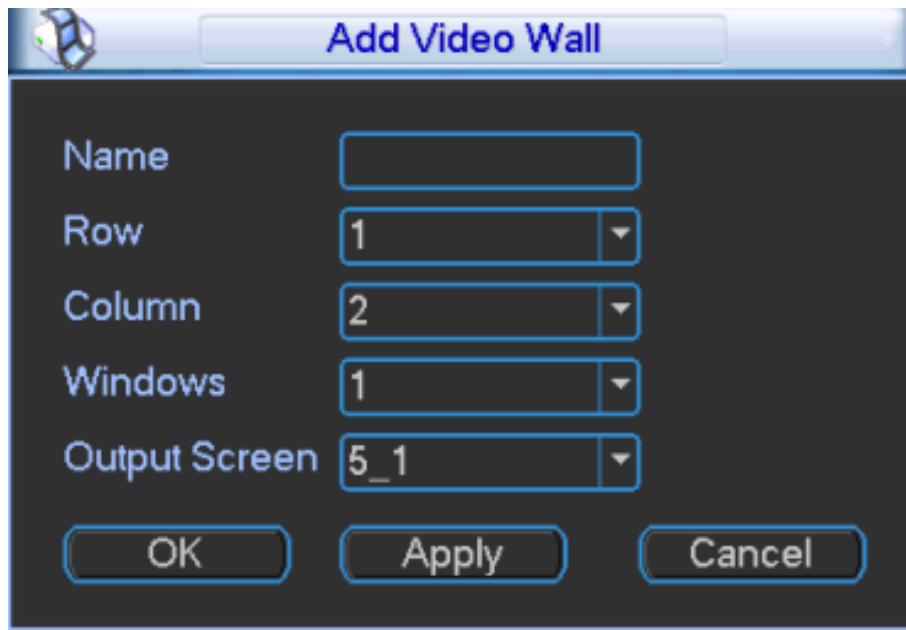 Add Video Wall
Name
Row 1
Column 2
Windows 1
Output Screen 5_1
OK Apply Cancel